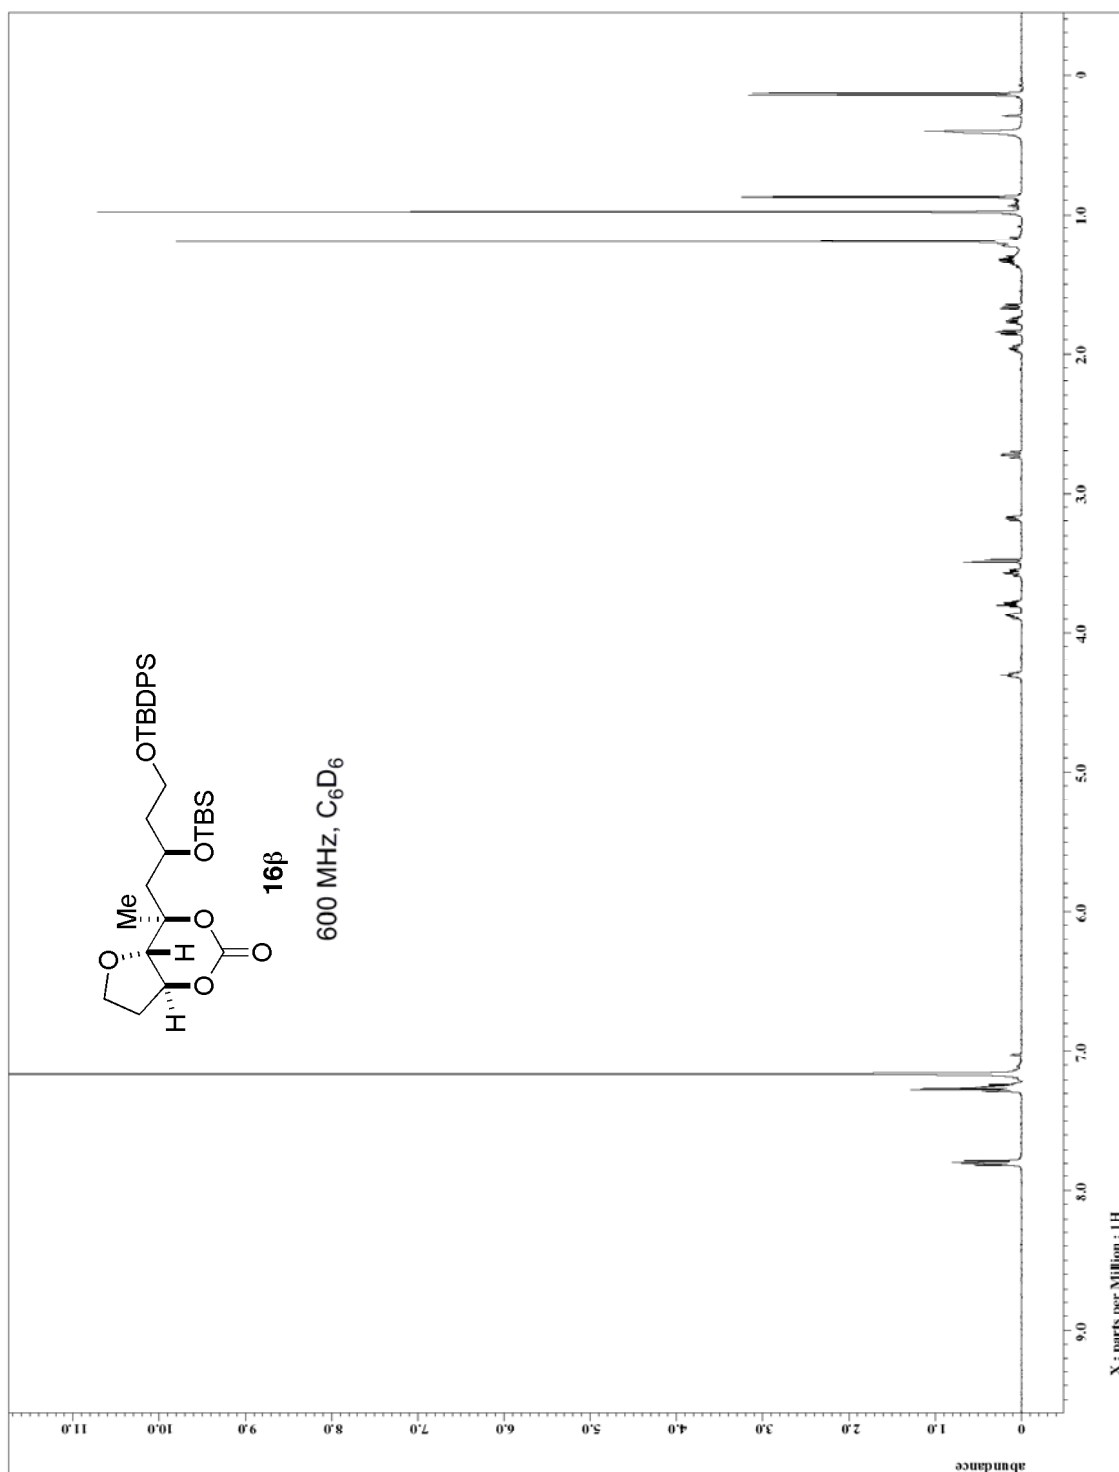 OTBDPS
OTBS
Me
O
H
O
O
O
H
16β
600 MHz, C6D6
abundance
0 1.0 2.0 3.0 4.0 5.0 6.0 7.0 8.0 9.0 10.0 11.0
0 1.0 2.0 3.0 4.0 5.0 6.0 7.0 8.0 9.0
X : parts per Million : 1H